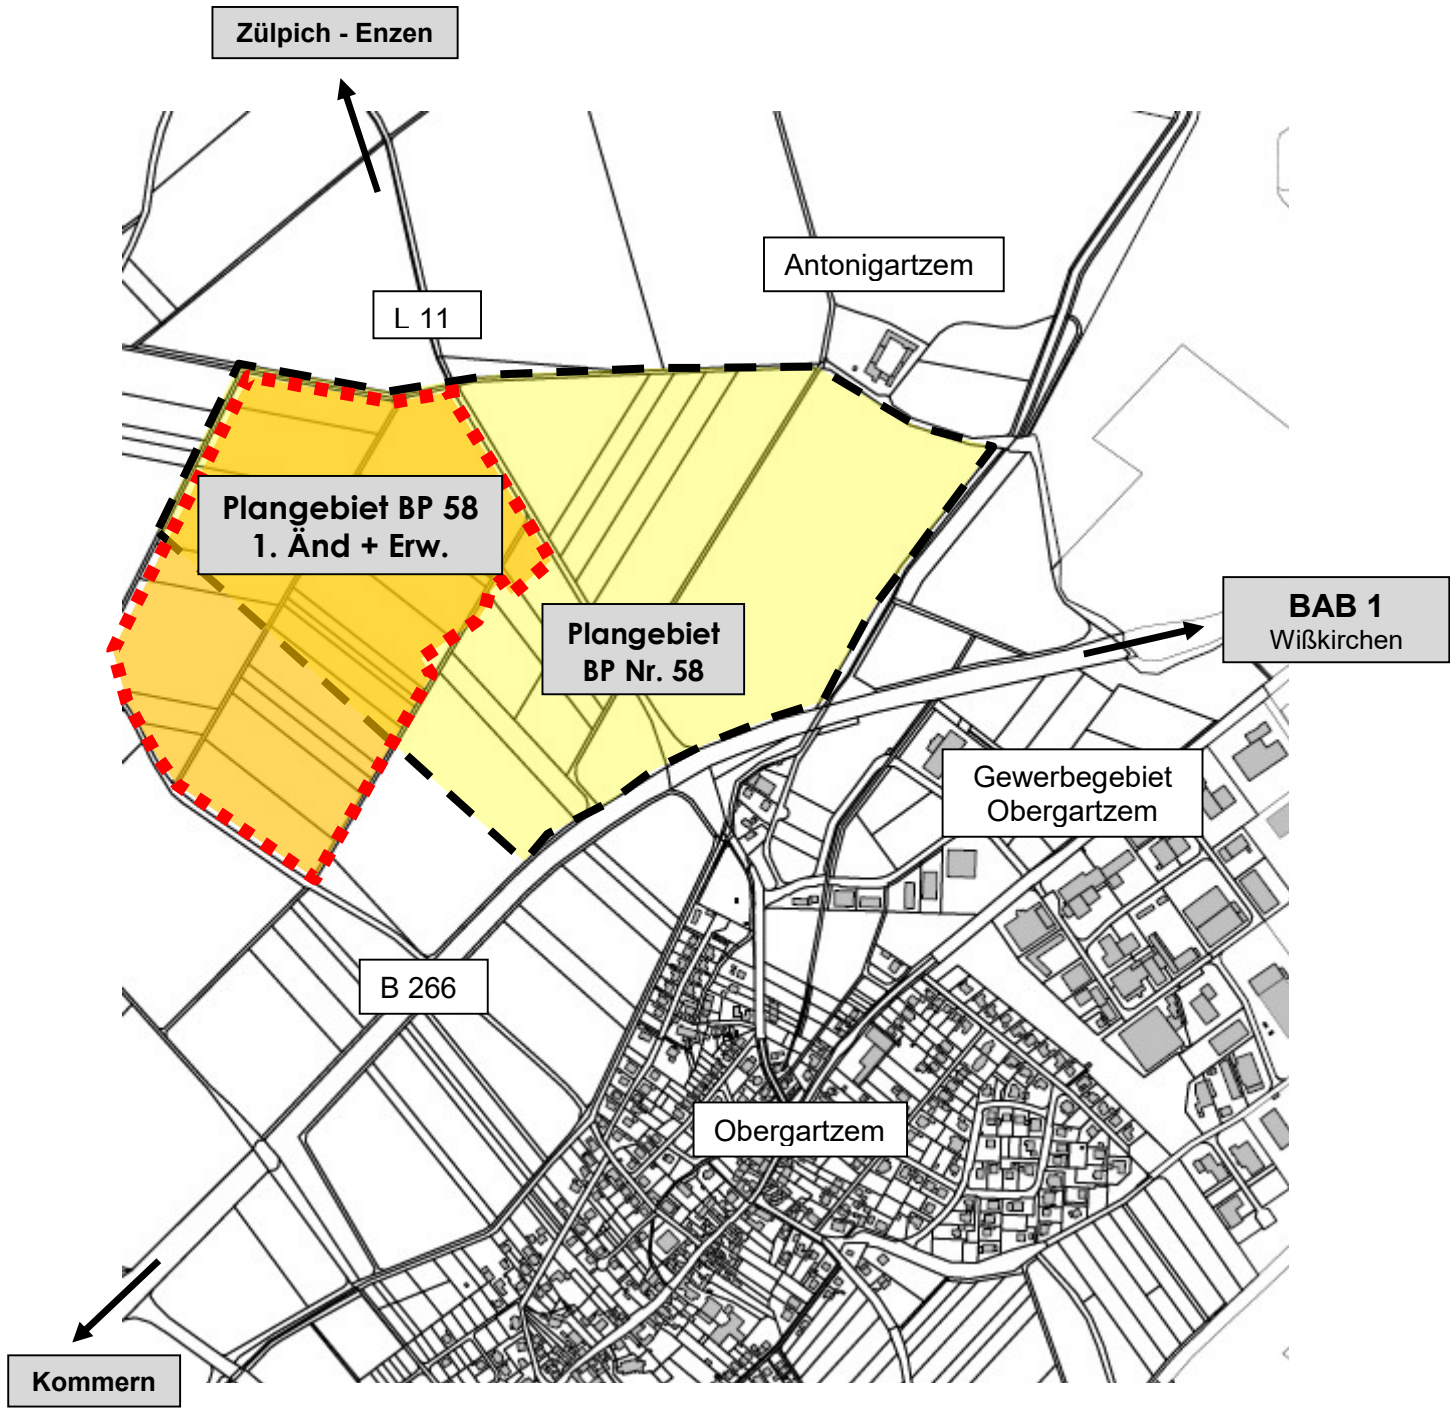 Zülpich - Enzen
Antonigartzem
L 11
Plangebiet BP 58
1. Änd + Erw.
BAB 1
Wißkirchen
Plangebiet
BP Nr. 58
Gewerbegebiet
Obergartzem
B 266
Obergartzem
Kommern